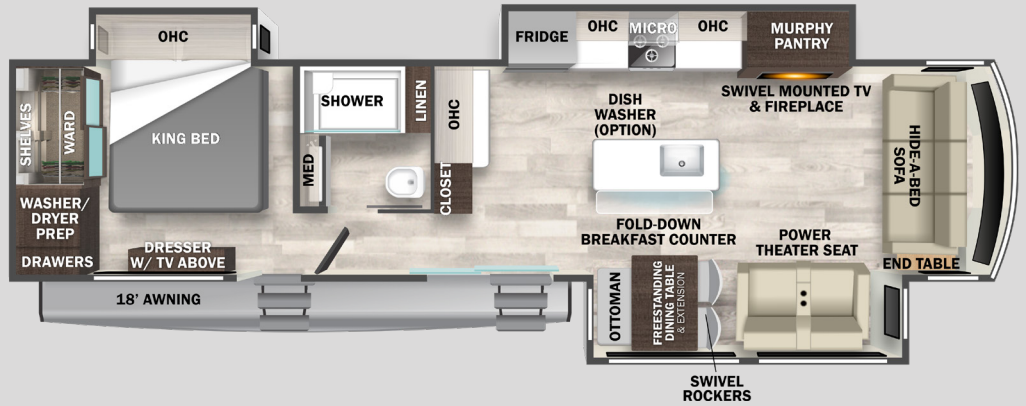 OHC
SHELVES
WARD
KING BED
WASHER/
DRYER
PREP
DRAWERS
DRESSER
W/ TV ABOVE
18' AWNING
SHOWER
LINEN
OHC
MED
CLOSET
FRIDGE
OHC
MICRO
OHC
MURPHY
PANTRY
SWIVEL MOUNTED TV
& FIREPLACE
DISH
WASHER
(OPTION)
FOLD-DOWN
BREAKFAST COUNTER
HIDE-A-BED
SOFA
POWER
THEATER SEAT
END TABLE
OTTOMAN
FREESTANDING
DINING TABLE
& EXTENSION
SWIVEL
ROCKERS